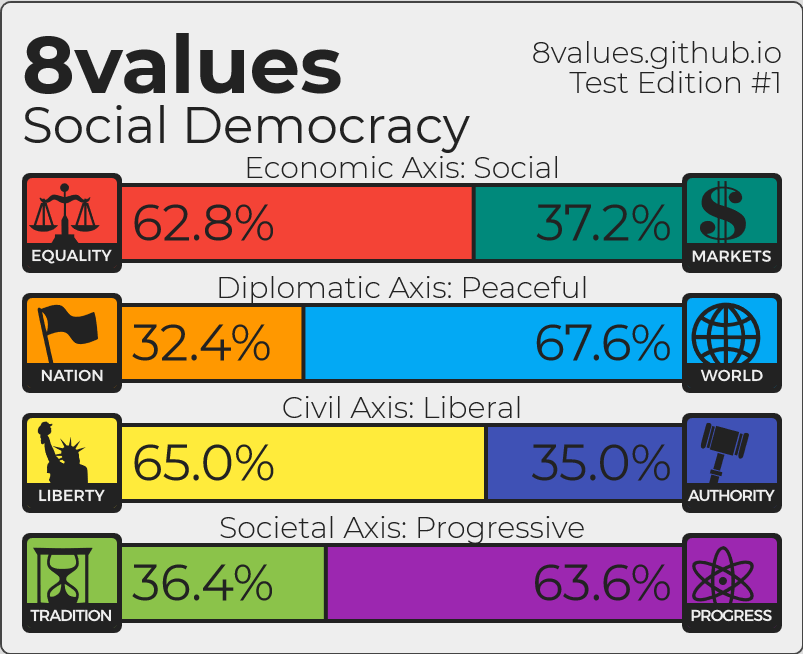 8values
8values.github.io
Test Edition #1
Social Democracy
Economic Axis: Social
EQUALITY
62.8%
37.2%
MARKETS
Diplomatic Axis: Peaceful
NATION
32.4%
67.6%
WORLD
Civil Axis: Liberal
LIBERTY
65.0%
35.0%
AUTHORITY
Societal Axis: Progressive
TRADITION
36.4%
63.6%
PROGRESS